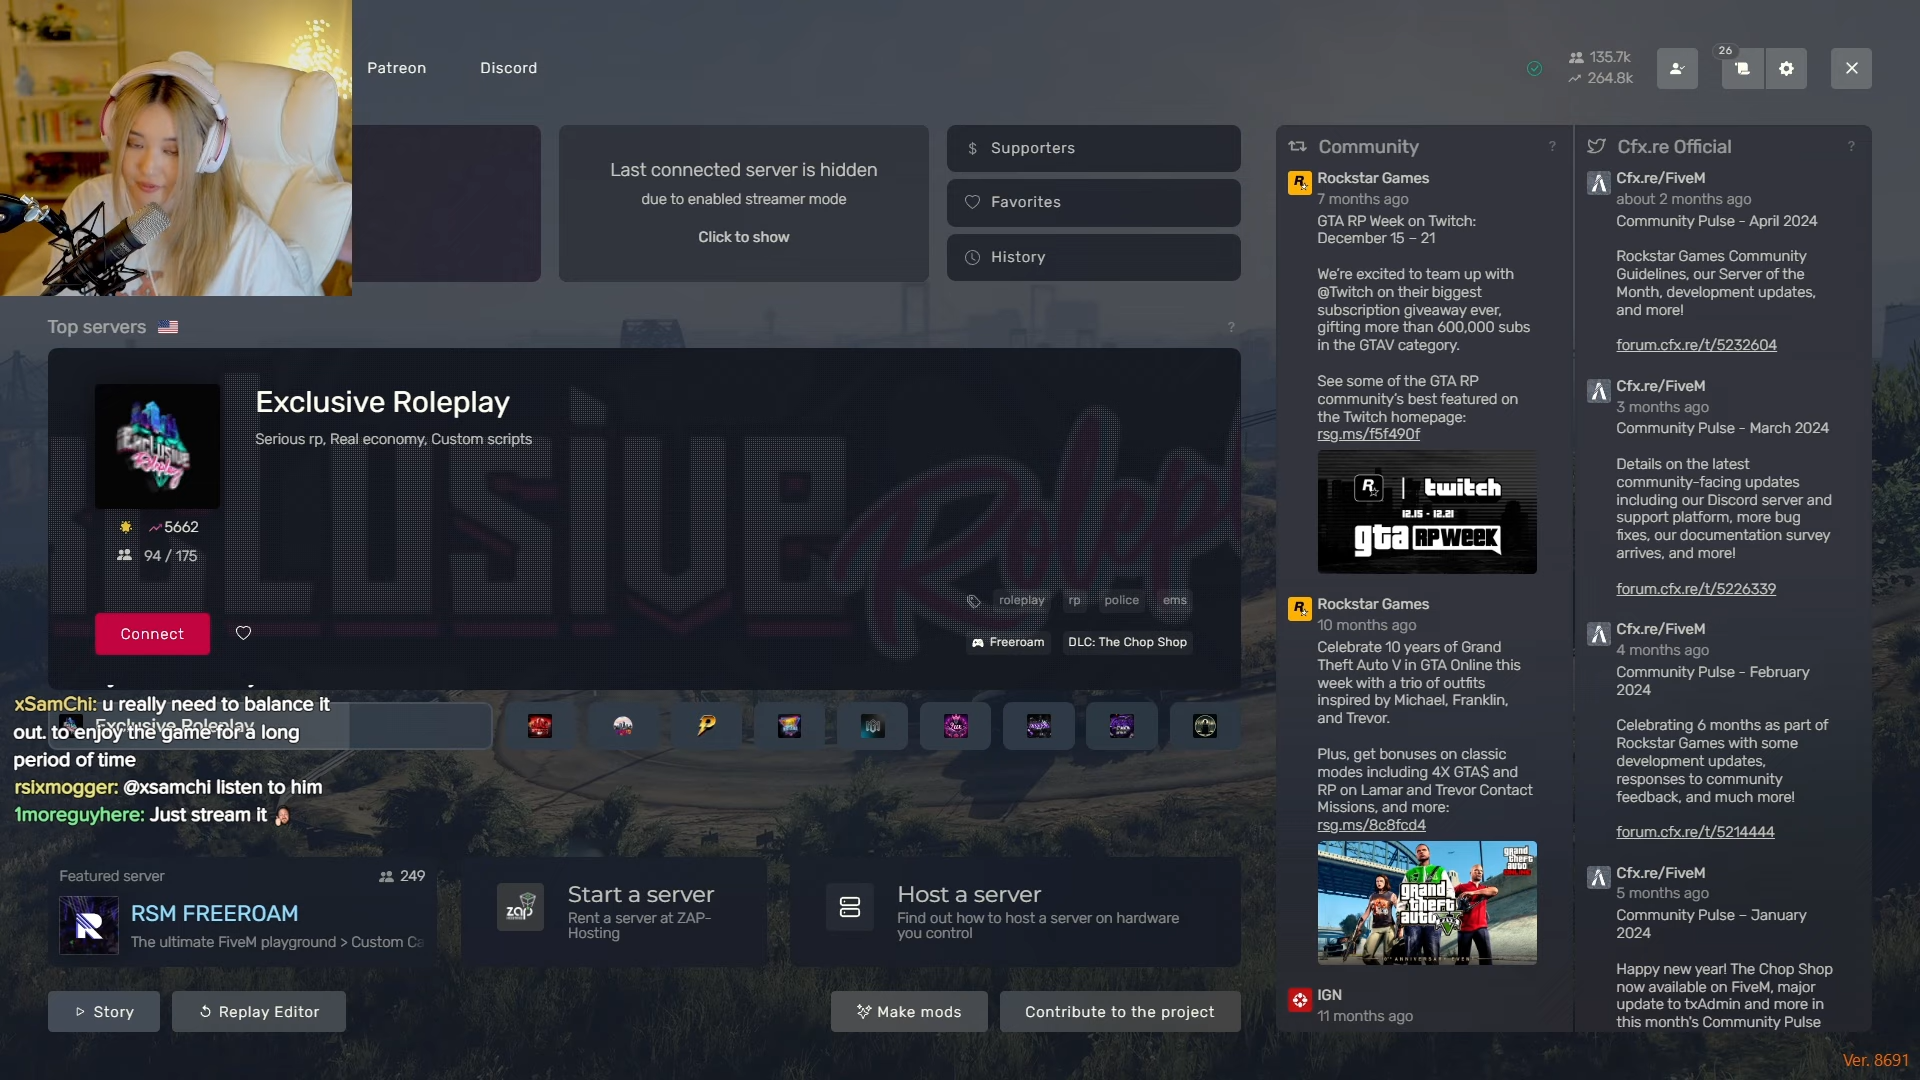 Patreon
Discord
135.7k
264.8k
26
Last connected server is hidden
due to enabled streamer mode
Click to show
$ Supporters
Favorites
History
Community ?
Rockstar Games
7 months ago
GTA RP Week on Twitch:
December 15 – 21
We're excited to team up with
@Twitch on their biggest
subscription giveaway ever,
gifting more than 600,000 subs
in the GTAV category.
See some of the GTA RP
community's best featured on
the Twitch homepage:
rsg.ms/f5f490f
R | twitch
12.15 - 12.21
gta RP WEEK
Rockstar Games
10 months ago
Celebrate 10 years of Grand
Theft Auto V in GTA Online this
week with a trio of outfits
inspired by Michael, Franklin,
and Trevor.
Plus, get bonuses on classic
modes including 4X GTA$ and
RP on Lamar and Trevor Contact
Missions, and more:
rsg.ms/8c8fcd4
grand
theft
auto
grand
theft
auto
IGN
11 months ago
Cfx.re Official ?
Cfx.re/FiveM
about 2 months ago
Community Pulse - April 2024
Rockstar Games Community
Guidelines, our Server of the
Month, development updates,
and more!
forum.cfx.re/t/5232604
Cfx.re/FiveM
3 months ago
Community Pulse - March 2024
Details on the latest
community-facing updates
including our Discord server and
support platform, more bug
fixes, our documentation survey
arrives, and more!
forum.cfx.re/t/5226339
Cfx.re/FiveM
4 months ago
Community Pulse - February
2024
Celebrating 6 months as part of
Rockstar Games with some
development updates,
responses to community
feedback, and much more!
forum.cfx.re/t/5214444
Cfx.re/FiveM
5 months ago
Community Pulse – January
2024
Happy new year! The Chop Shop
now available on FiveM, major
update to txAdmin and more in
this month's Community Pulse
Top servers
?
Exclusive Roleplay
Serious rp, Real economy, Custom scripts
Exclusive
Roleplay
5662
94 / 175
roleplay rp police ems
Connect
Freeroam DLC: The Chop Shop
Exclusive Roleplay
xSamChi: u really need to balance it
out. to enjoy the game for a long
period of time
rsixmogger: @xsamchi listen to him
1moreguyhere: Just stream it
Featured server 249
RSM FREEROAM
The ultimate FiveM playground > Custom Ca
zap
Start a server
Rent a server at ZAP-
Hosting
Host a server
Find out how to host a server on hardware
you control
Story
Replay Editor
Make mods
Contribute to the project
Ver. 8691